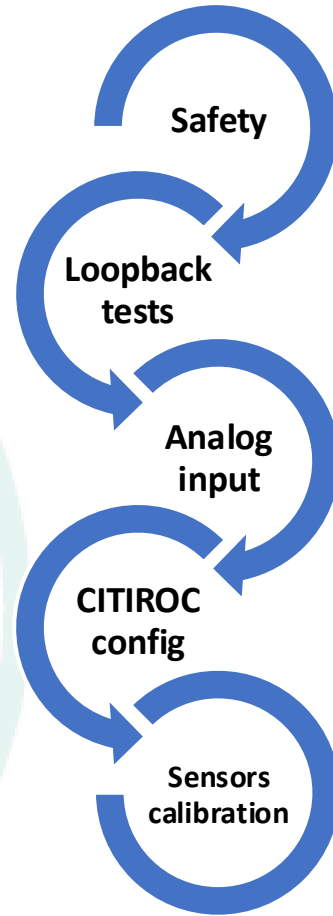 Safety
Loopback
tests
Analog
input
CITIROC
config
Sensors
calibration